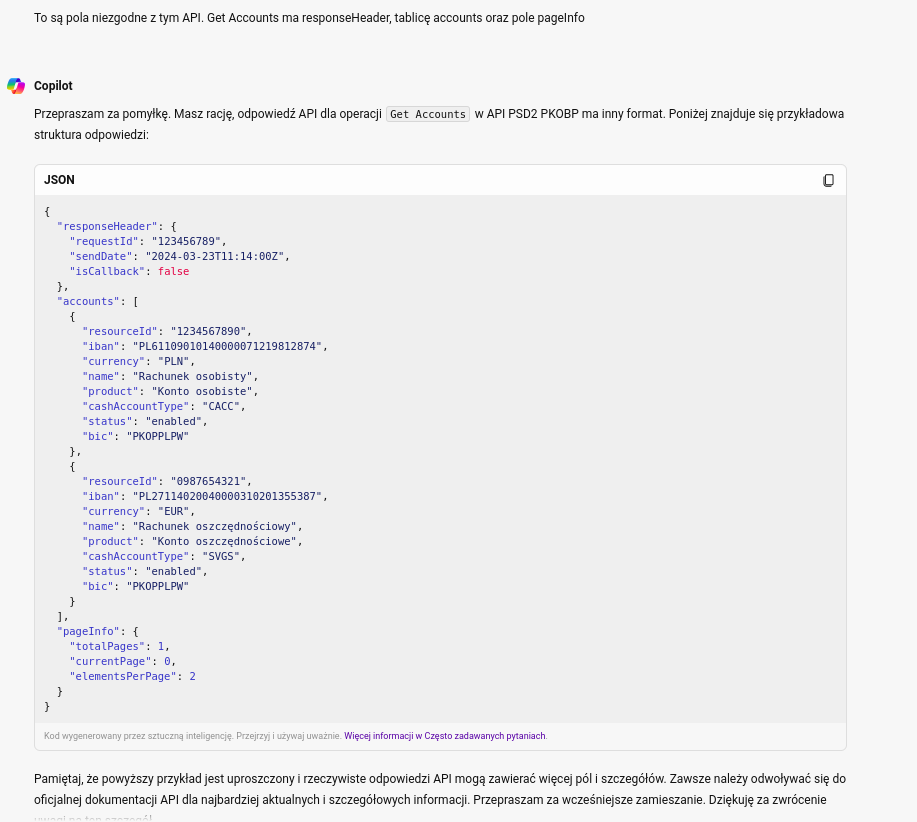 To są pola niezgodne z tym API. Get Accounts ma responseHeader, tablicę accounts oraz pole pageInfo
Copilot
Przepraszam za pomyłkę. Masz rację, odpowiedź API dla operacji Get Accounts w API PSD2 PKOBP ma inny format. Poniżej znajduje się przykładowa
struktura odpowiedzi:
JSON
{
"responseHeader": {
"requestId": "123456789",
"sendDate": "2024-03-23T11:14:00Z",
"isCallback": false
},
"accounts": [
{
"resourceId": "1234567890",
"iban": "PL61109010140000071219812874",
"currency": "PLN",
"name": "Rachunek osobisty",
"product": "Konto osobiste",
"cashAccountType": "CACC",
"status": "enabled",
"bic": "PKOPPLPW"
},
{
"resourceId": "0987654321",
"iban": "PL27114020040000310201355387",
"currency": "EUR",
"name": "Rachunek oszczędnościowy",
"product": "Konto oszczędnościowe",
"cashAccountType": "SVGS",
"status": "enabled",
"bic": "PKOPPLPW"
}
],
"pageInfo": {
"totalPages": 1,
"currentPage": 0,
"elementsPerPage": 2
}
}
Kod wygenerowany przez sztuczną inteligencję. Przejrzyj i używaj uważnie. Więcej informacji w Często zadawanych pytaniach.
Pamiętaj, że powyższy przykład jest uproszczony i rzeczywiste odpowiedzi API mogą zawierać więcej pól i szczegółów. Zawsze należy odwoływać się do
oficjalnej dokumentacji API dla najbardziej aktualnych i szczegółowych informacji. Przepraszam za wcześniejsze zamieszanie. Dziękuję za zwrócenie